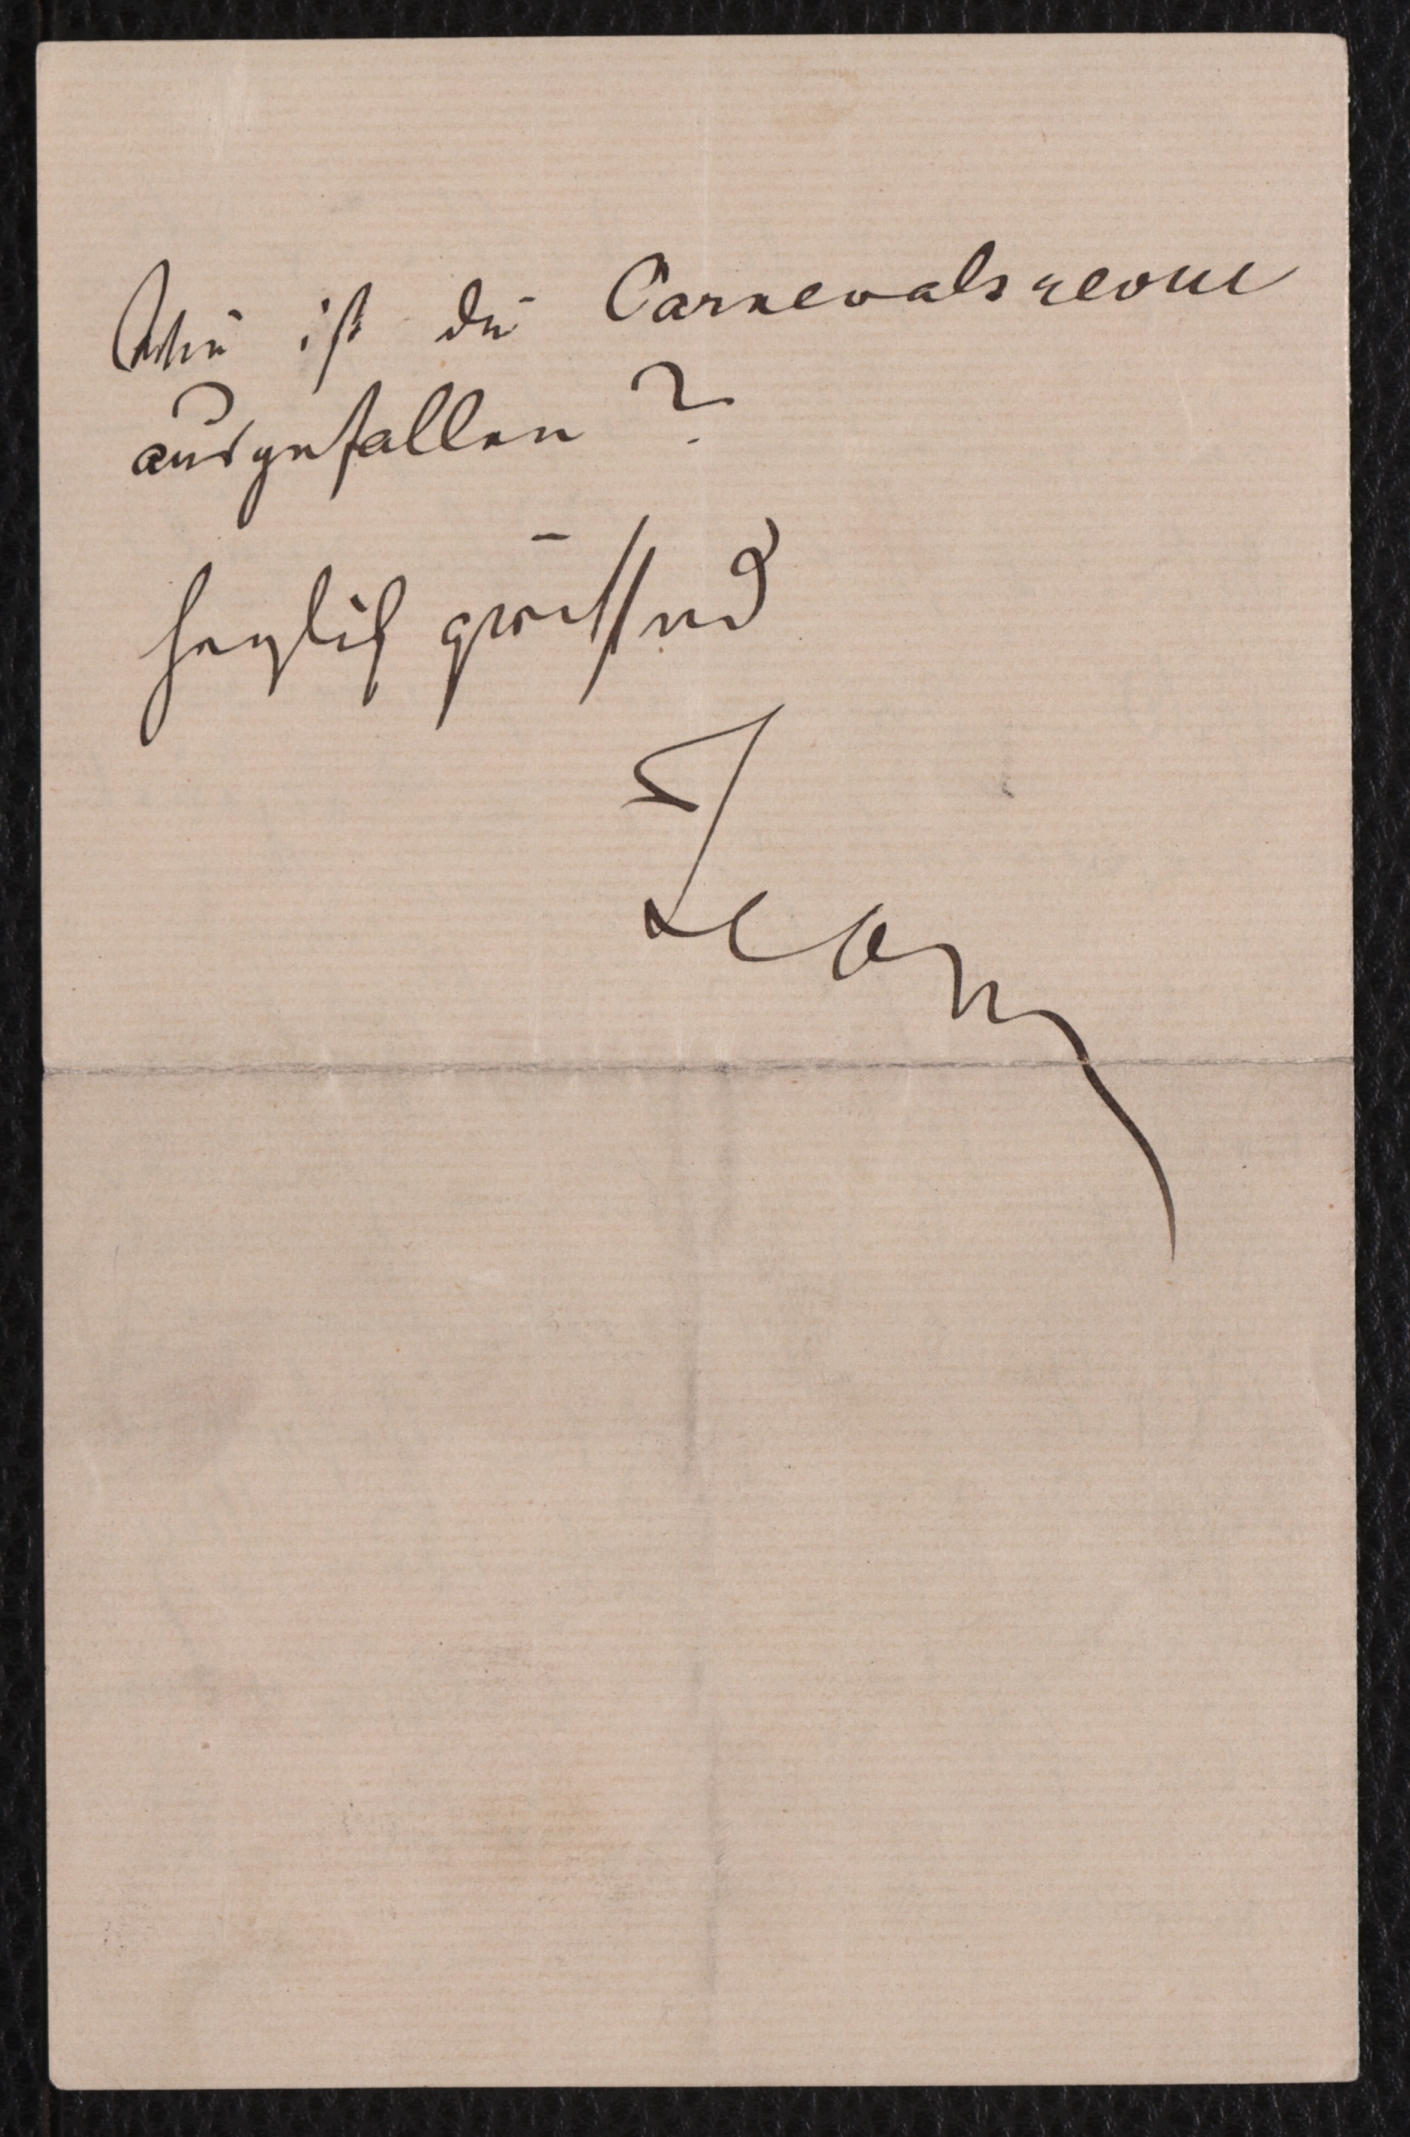 Wie ist die Carnevalsrevue
ausgefallen?
herzlich grüssend
Jean